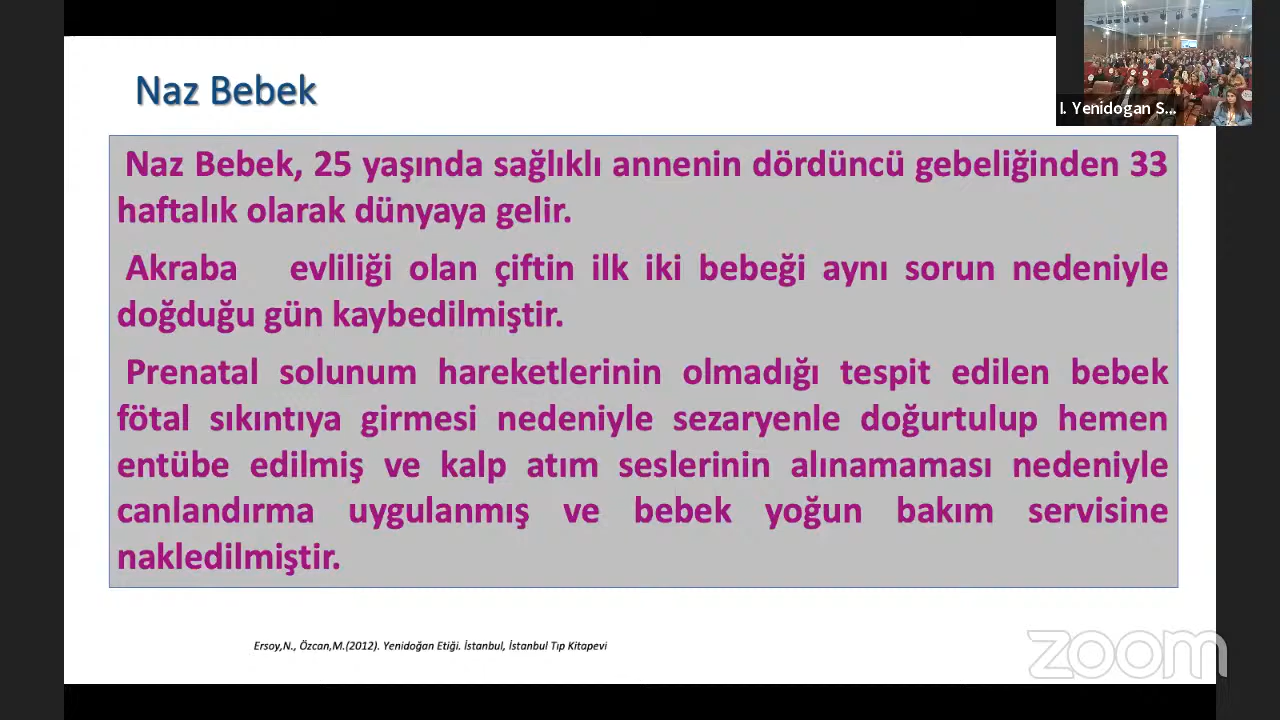 I. Yenidogan S...
Naz Bebek
Naz Bebek, 25 yaşında sağlıklı annenin dördüncü gebeliğinden 33
haftalık olarak dünyaya gelir.
Akraba evliliği olan çiftin ilk iki bebeği aynı sorun nedeniyle
doğduğu gün kaybedilmiştir.
Prenatal solunum hareketlerinin olmadığı tespit edilen bebek
fötal sıkıntıya girmesi nedeniyle sezaryenle doğurtulup hemen
entübe edilmiş ve kalp atım seslerinin alınamaması nedeniyle
canlandırma uygulanmış ve bebek yoğun bakım servisine
nakledilmiştir.
Ersoy,N., Özcan,M.(2012). Yenidoğan Etiği. İstanbul, İstanbul Tıp Kitapevi
zoom